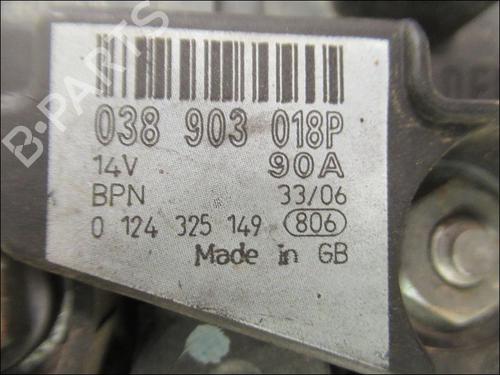 B-PARTS
038 903 018P
14V 90A
BPN 33/06
0 124 325 149 806
Made in GB